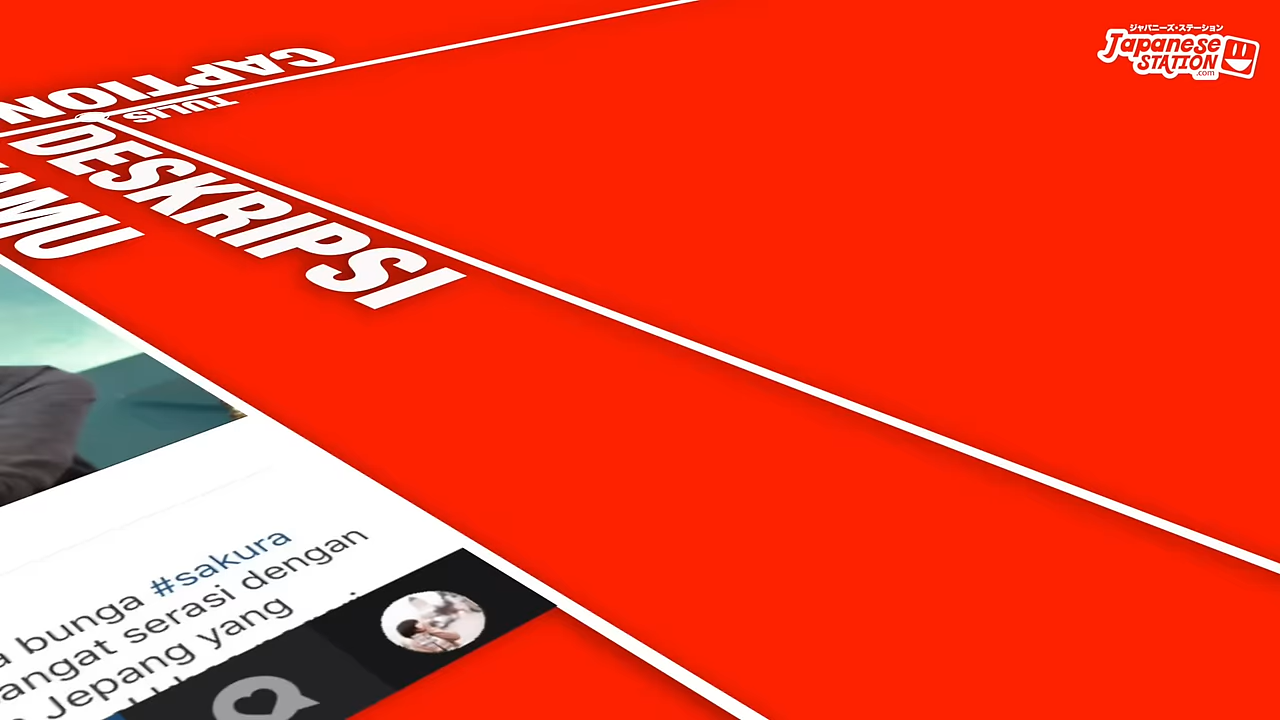 ジャパニーズ・ステーション
Japanese
STATION
.com
CAPTION
TULIS
DESKRIPSI
AMU
bunga #sakura
angat serasi dengan
Jepang yang